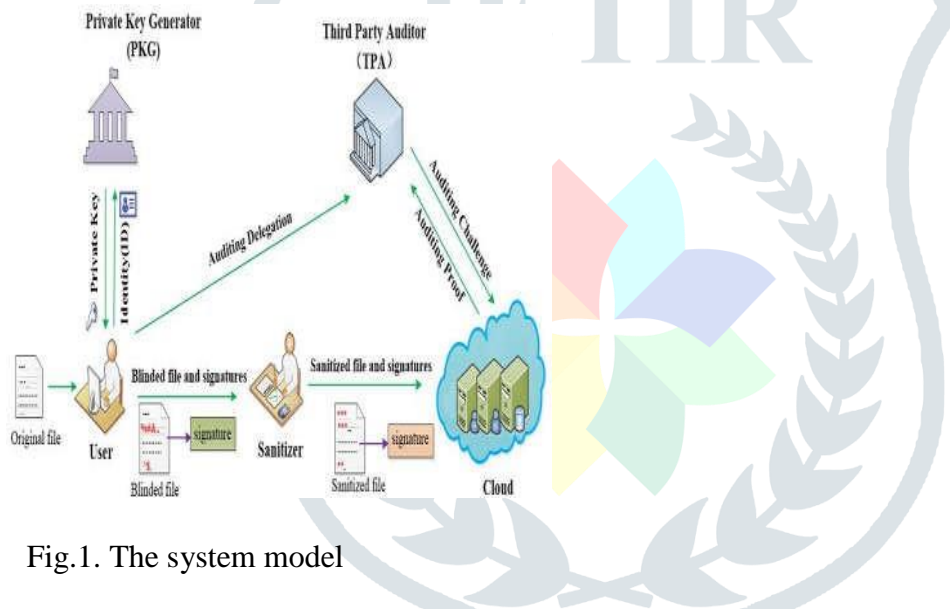 Private Key Generator
(PKG)
Third Party Auditor
(TPA)
TIR
Private Key
Identity(ID)
Auditing Delegation
Auditing Challenge
Auditing Proof
Original file
User
Blinded file and signatures
signature
Blinded file
Sanitizer
Sanitized file and signatures
signature
Sanitized file
Cloud
Fig.1. The system model